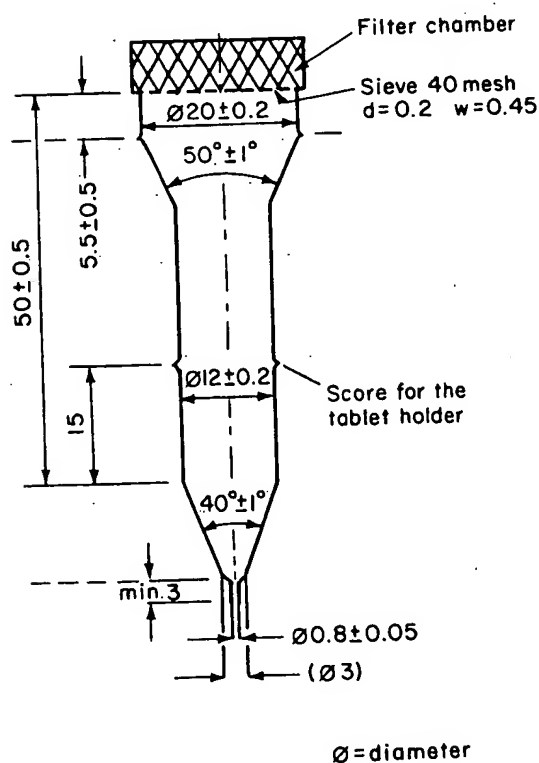 Filter chamber
Sieve 40 mesh
d=0.2 w=0.45
Ø20±0.2
50°±1°
5.5±0.5
50±0.5
Ø12±0.2
Score for the
tablet holder
15
40°±1°
min.3
Ø0.8±0.05
(Ø3)
Ø=diameter